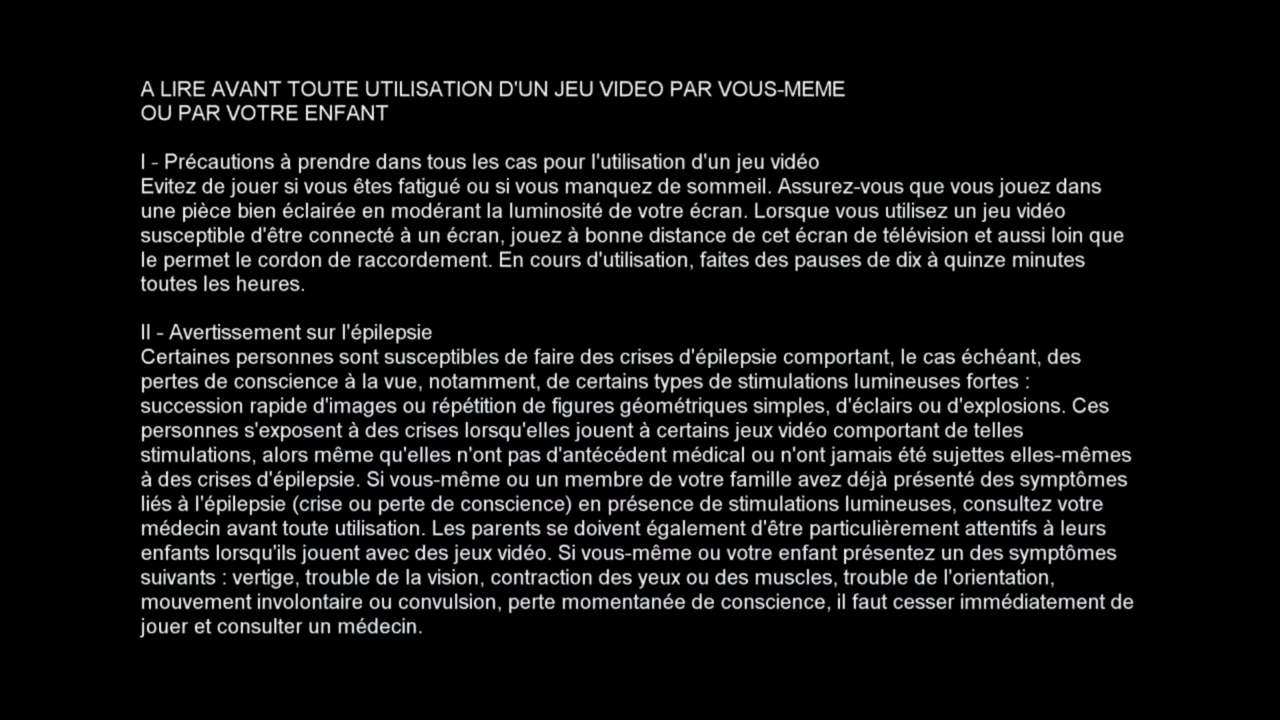 A LIRE AVANT TOUTE UTILISATION D'UN JEU VIDEO PAR VOUS-MEME
OU PAR VOTRE ENFANT
I - Précautions à prendre dans tous les cas pour l'utilisation d'un jeu vidéo
Evitez de jouer si vous êtes fatigué ou si vous manquez de sommeil. Assurez-vous que vous jouez dans
une pièce bien éclairée en modérant la luminosité de votre écran. Lorsque vous utilisez un jeu vidéo
susceptible d'être connecté à un écran, jouez à bonne distance de cet écran de télévision et aussi loin que
le permet le cordon de raccordement. En cours d'utilisation, faites des pauses de dix à quinze minutes
toutes les heures.
II - Avertissement sur l'épilepsie
Certaines personnes sont susceptibles de faire des crises d'épilepsie comportant, le cas échéant, des
pertes de conscience à la vue, notamment, de certains types de stimulations lumineuses fortes :
succession rapide d'images ou répétition de figures géométriques simples, d'éclairs ou d'explosions. Ces
personnes s'exposent à des crises lorsqu'elles jouent à certains jeux vidéo comportant de telles
stimulations, alors même qu'elles n'ont pas d'antécédent médical ou n'ont jamais été sujettes elles-mêmes
à des crises d'épilepsie. Si vous-même ou un membre de votre famille avez déjà présenté des symptômes
liés à l'épilepsie (crise ou perte de conscience) en présence de stimulations lumineuses, consultez votre
médecin avant toute utilisation. Les parents se doivent également d'être particulièrement attentifs à leurs
enfants lorsqu'ils jouent avec des jeux vidéo. Si vous-même ou votre enfant présentez un des symptômes
suivants : vertige, trouble de la vision, contraction des yeux ou des muscles, trouble de l'orientation,
mouvement involontaire ou convulsion, perte momentanée de conscience, il faut cesser immédiatement de
jouer et consulter un médecin.